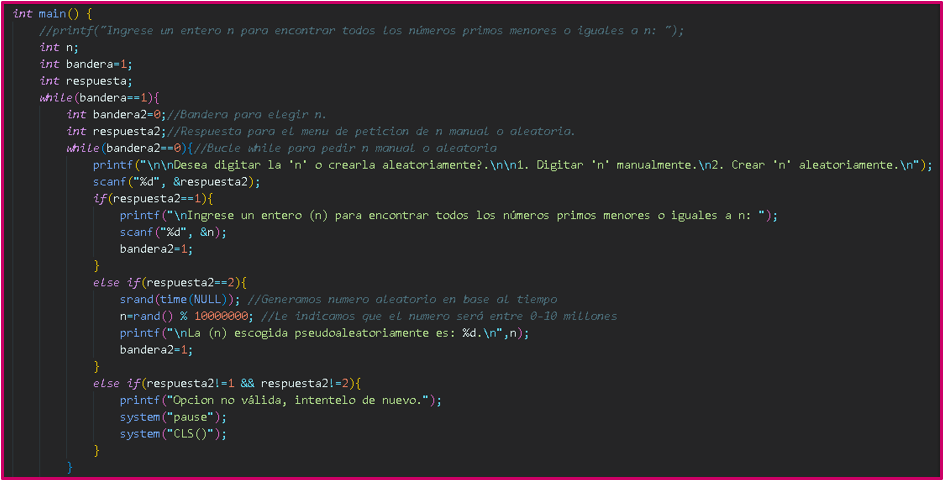 int main() {
    //printf("Ingrese un entero n para encontrar todos los números primos menores o iguales a n: ");
    int n;
    int bandera=1;
    int respuesta;
    while(bandera==1){
        int bandera2=0;//Bandera para elegir n.
        int respuesta2;//Respuesta para el menu de peticion de n manual o aleatoria.
        while(bandera2==0){//Bucle while para pedir n manual o aleatoria
            printf("\n\nDesea digitar la 'n' o crearla aleatoriamente?.\n\n1. Digitar 'n' manualmente.\n2. Crear 'n' aleatoriamente.\n");
            scanf("%d", &respuesta2);
            if(respuesta2==1){
                printf("\nIngrese un entero (n) para encontrar todos los números primos menores o iguales a n: ");
                scanf("%d", &n);
                bandera2=1;
            }
            else if(respuesta2==2){
                srand(time(NULL)); //Generamos numero aleatorio en base al tiempo
                n=rand() % 10000000; //Le indicamos que el numero será entre 0-10 millones
                printf("\nLa (n) escogida pseudoaleatoriamente es: %d.\n",n);
                bandera2=1;
            }
            else if(respuesta2!=1 && respuesta2!=2){
                printf("Opcion no válida, intentelo de nuevo.");
                system("pause");
                system("CLS()");
            }
        }